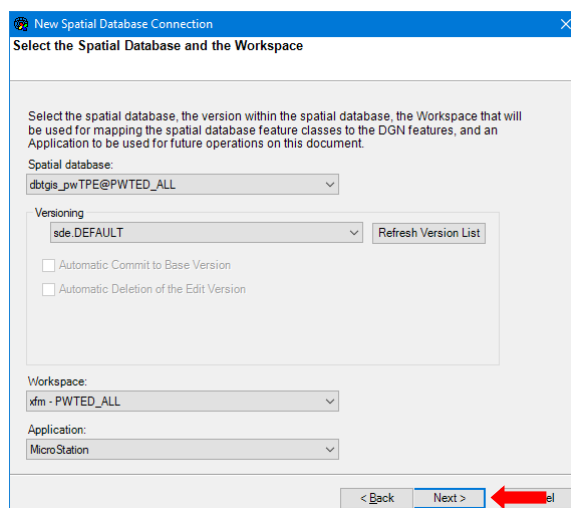 New Spatial Database Connection
Select the Spatial Database and the Workspace
Select the spatial database, the version within the spatial database, the Workspace that will
be used for mapping the spatial database feature classes to the DGN features, and an
Application to be used for future operations on this document.
Spatial database:
dbtgis_pwTPE@PWTED_ALL
Versioning
sde.DEFAULT
Refresh Version List
Automatic Commit to Base Version
Automatic Deletion of the Edit Version
Workspace:
xfm - PWTED_ALL
Application:
MicroStation
< Back
Next >